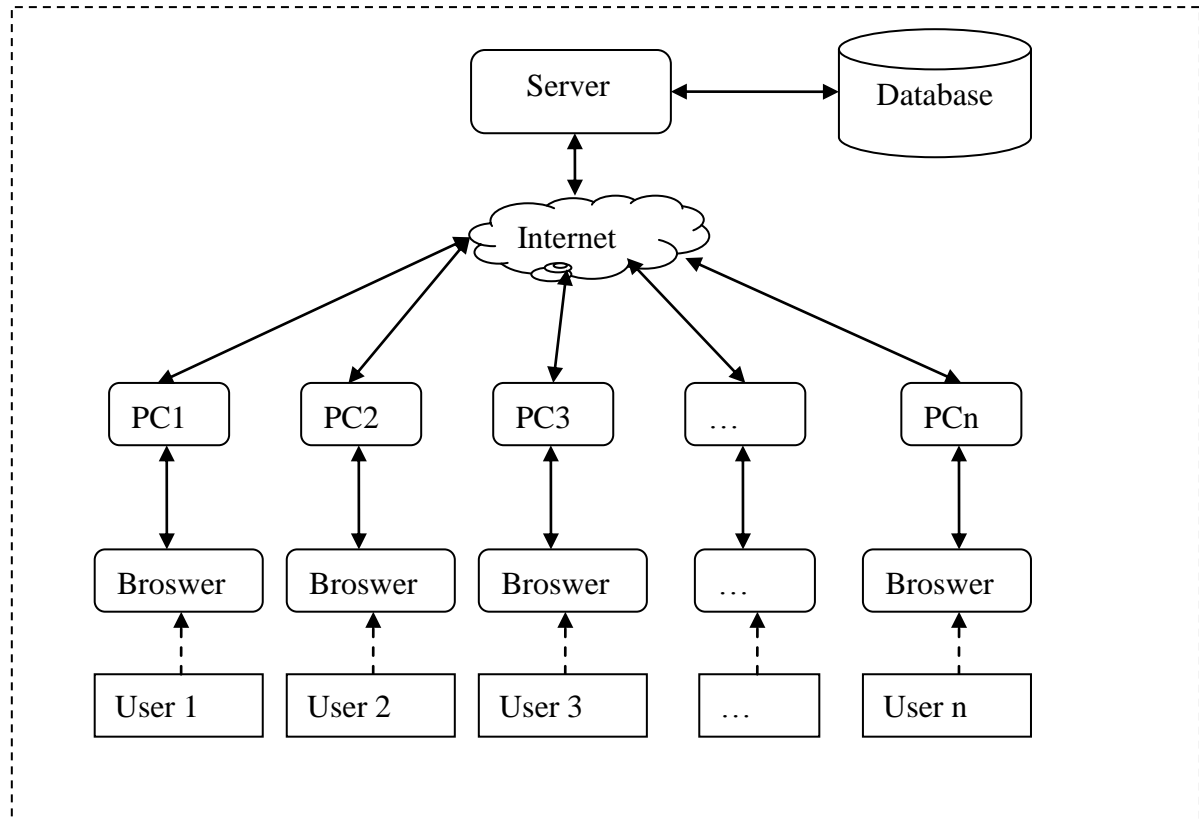 Server
Database
Internet
PC1
PC2
PC3
…
PCn
Broswer
Broswer
Broswer
…
Broswer
User 1
User 2
User 3
…
User n